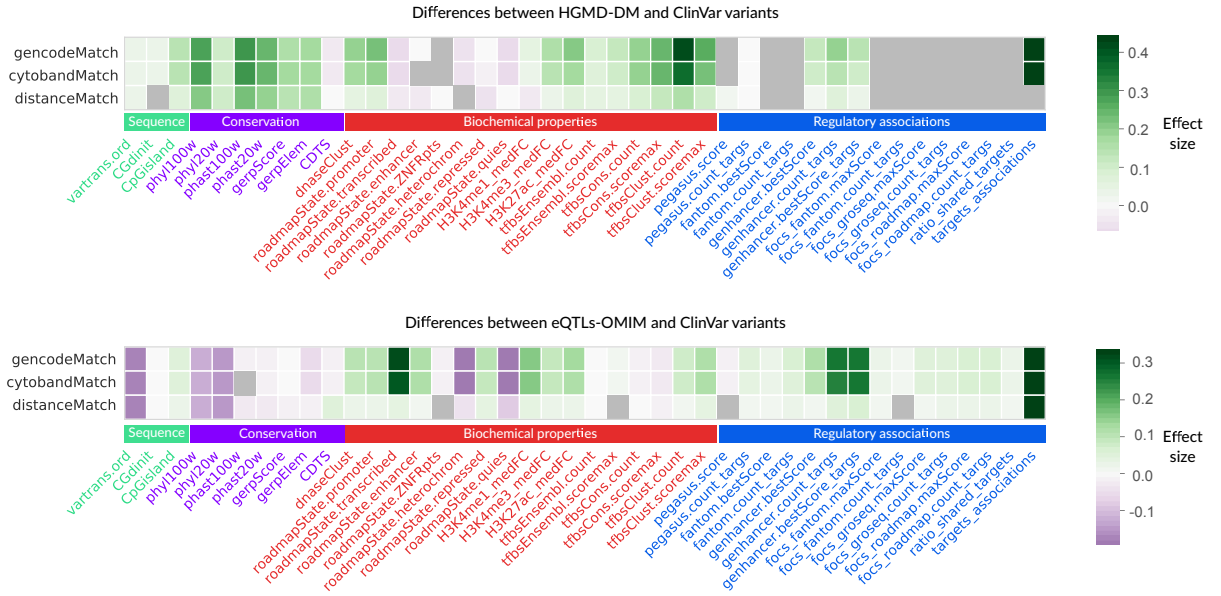 Differences between HGMD-DM and ClinVar variants
gencodeMatch
cytobandMatch
distanceMatch
Sequence
Conservation
Biochemical properties
Regulatory associations
vartrans.ord
CGdinit
CpGisland
phyl100w
phyl20w
phast100w
phast20w
gerpScore
gerpElem
CDTS
dnaseClust
roadmapState.promoter
roadmapState.transcribed
roadmapState.enhancer
roadmapState.ZNFRpts
roadmapState.heterochrom
roadmapState.repressed
roadmapState.quies
H3K4me1_medFC
H3K4me3_medFC
H3K27ac_medFC
tfbsEnsembl.count
tfbsEnsembl.scoremax
tfbsCons.count
tfbsCons.scoremax
tfbsClust.count
tfbsClust.scoremax
pegasus.score
pegasus.count_targs
fantom.bestScore
fantom.count_targs
genhancer.bestScore
genhancer.count_targs
genhancer.bestScore_targs
focs_fantom.maxScore
focs_fantom.count_targs
focs_groseq.maxScore
focs_groseq.count_targs
focs_roadmap.maxScore
focs_roadmap.count_targs
ratio_shared_targets
targets_associations
0.4
0.3
0.2
0.1
0.0
Effect
size
Differences between eQTLs-OMIM and ClinVar variants
gencodeMatch
cytobandMatch
distanceMatch
Sequence
Conservation
Biochemical properties
Regulatory associations
vartrans.ord
CGdinit
CpGisland
phyl100w
phyl20w
phast100w
phast20w
gerpScore
gerpElem
CDTS
dnaseClust
roadmapState.promoter
roadmapState.transcribed
roadmapState.enhancer
roadmapState.ZNFRpts
roadmapState.heterochrom
roadmapState.repressed
roadmapState.quies
H3K4me1_medFC
H3K4me3_medFC
H3K27ac_medFC
tfbsEnsembl.count
tfbsEnsembl.scoremax
tfbsCons.count
tfbsCons.scoremax
tfbsClust.count
tfbsClust.scoremax
pegasus.score
sus.count_targs
fantom.bestScore
fantom.count_targs
genhancer.bestScore
genhancer.count_targs
genhancer.bestScore_targs
focs_fantom.maxScore
focs_fantom.count_targs
focs_groseq.maxScore
focs_groseq.count_targs
focs_roadmap.maxScore
focs_roadmap.count_targs
ratio_shared_targets
targets_associations
0.3
0.2
0.1
0.0
-0.1
Effect
size